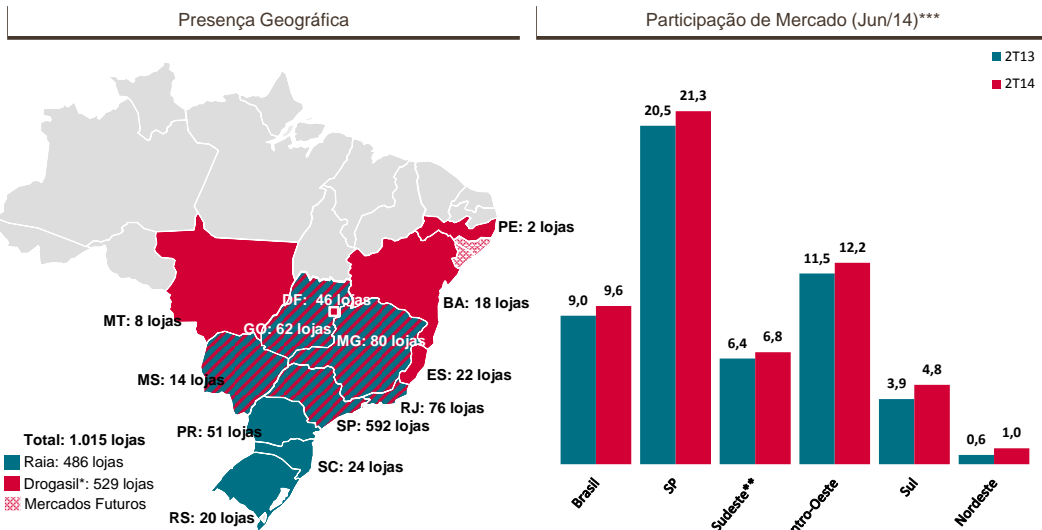 Presença Geográfica
PE: 2 lojas
DF: 46 lojas
BA: 18 lojas
MT: 8 lojas
GO: 62 lojas
MG: 80 lojas
MS: 14 lojas
ES: 22 lojas
RJ: 76 lojas
SP: 592 lojas
PR: 51 lojas
SC: 24 lojas
RS: 20 lojas
Total: 1.015 lojas
Raia: 486 lojas
Drogasil*: 529 lojas
Mercados Futuros
Participação de Mercado (Jun/14)***
2T13
2T14
9,0 9,6
20,5 21,3
6,4 6,8
11,5 12,2
3,9 4,8
0,6 1,0
Brasil
SP
Sudeste**
ntro-Oeste
Sul
Nordeste